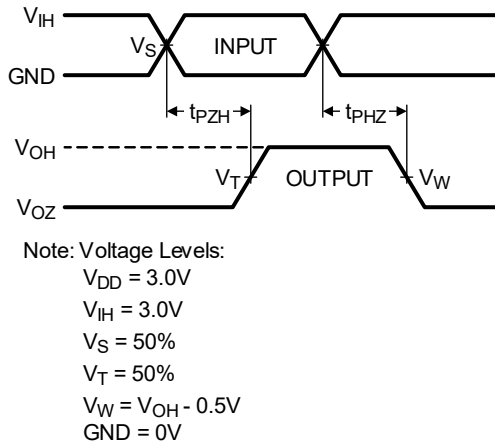 V_IH
V_S INPUT
GND
t_PZH t_PHZ
V_OH
V_T OUTPUT V_W
V_OZ
Note: Voltage Levels:
V_DD = 3.0V
V_IH = 3.0V
V_S = 50%
V_T = 50%
V_W = V_OH - 0.5V
GND = 0V